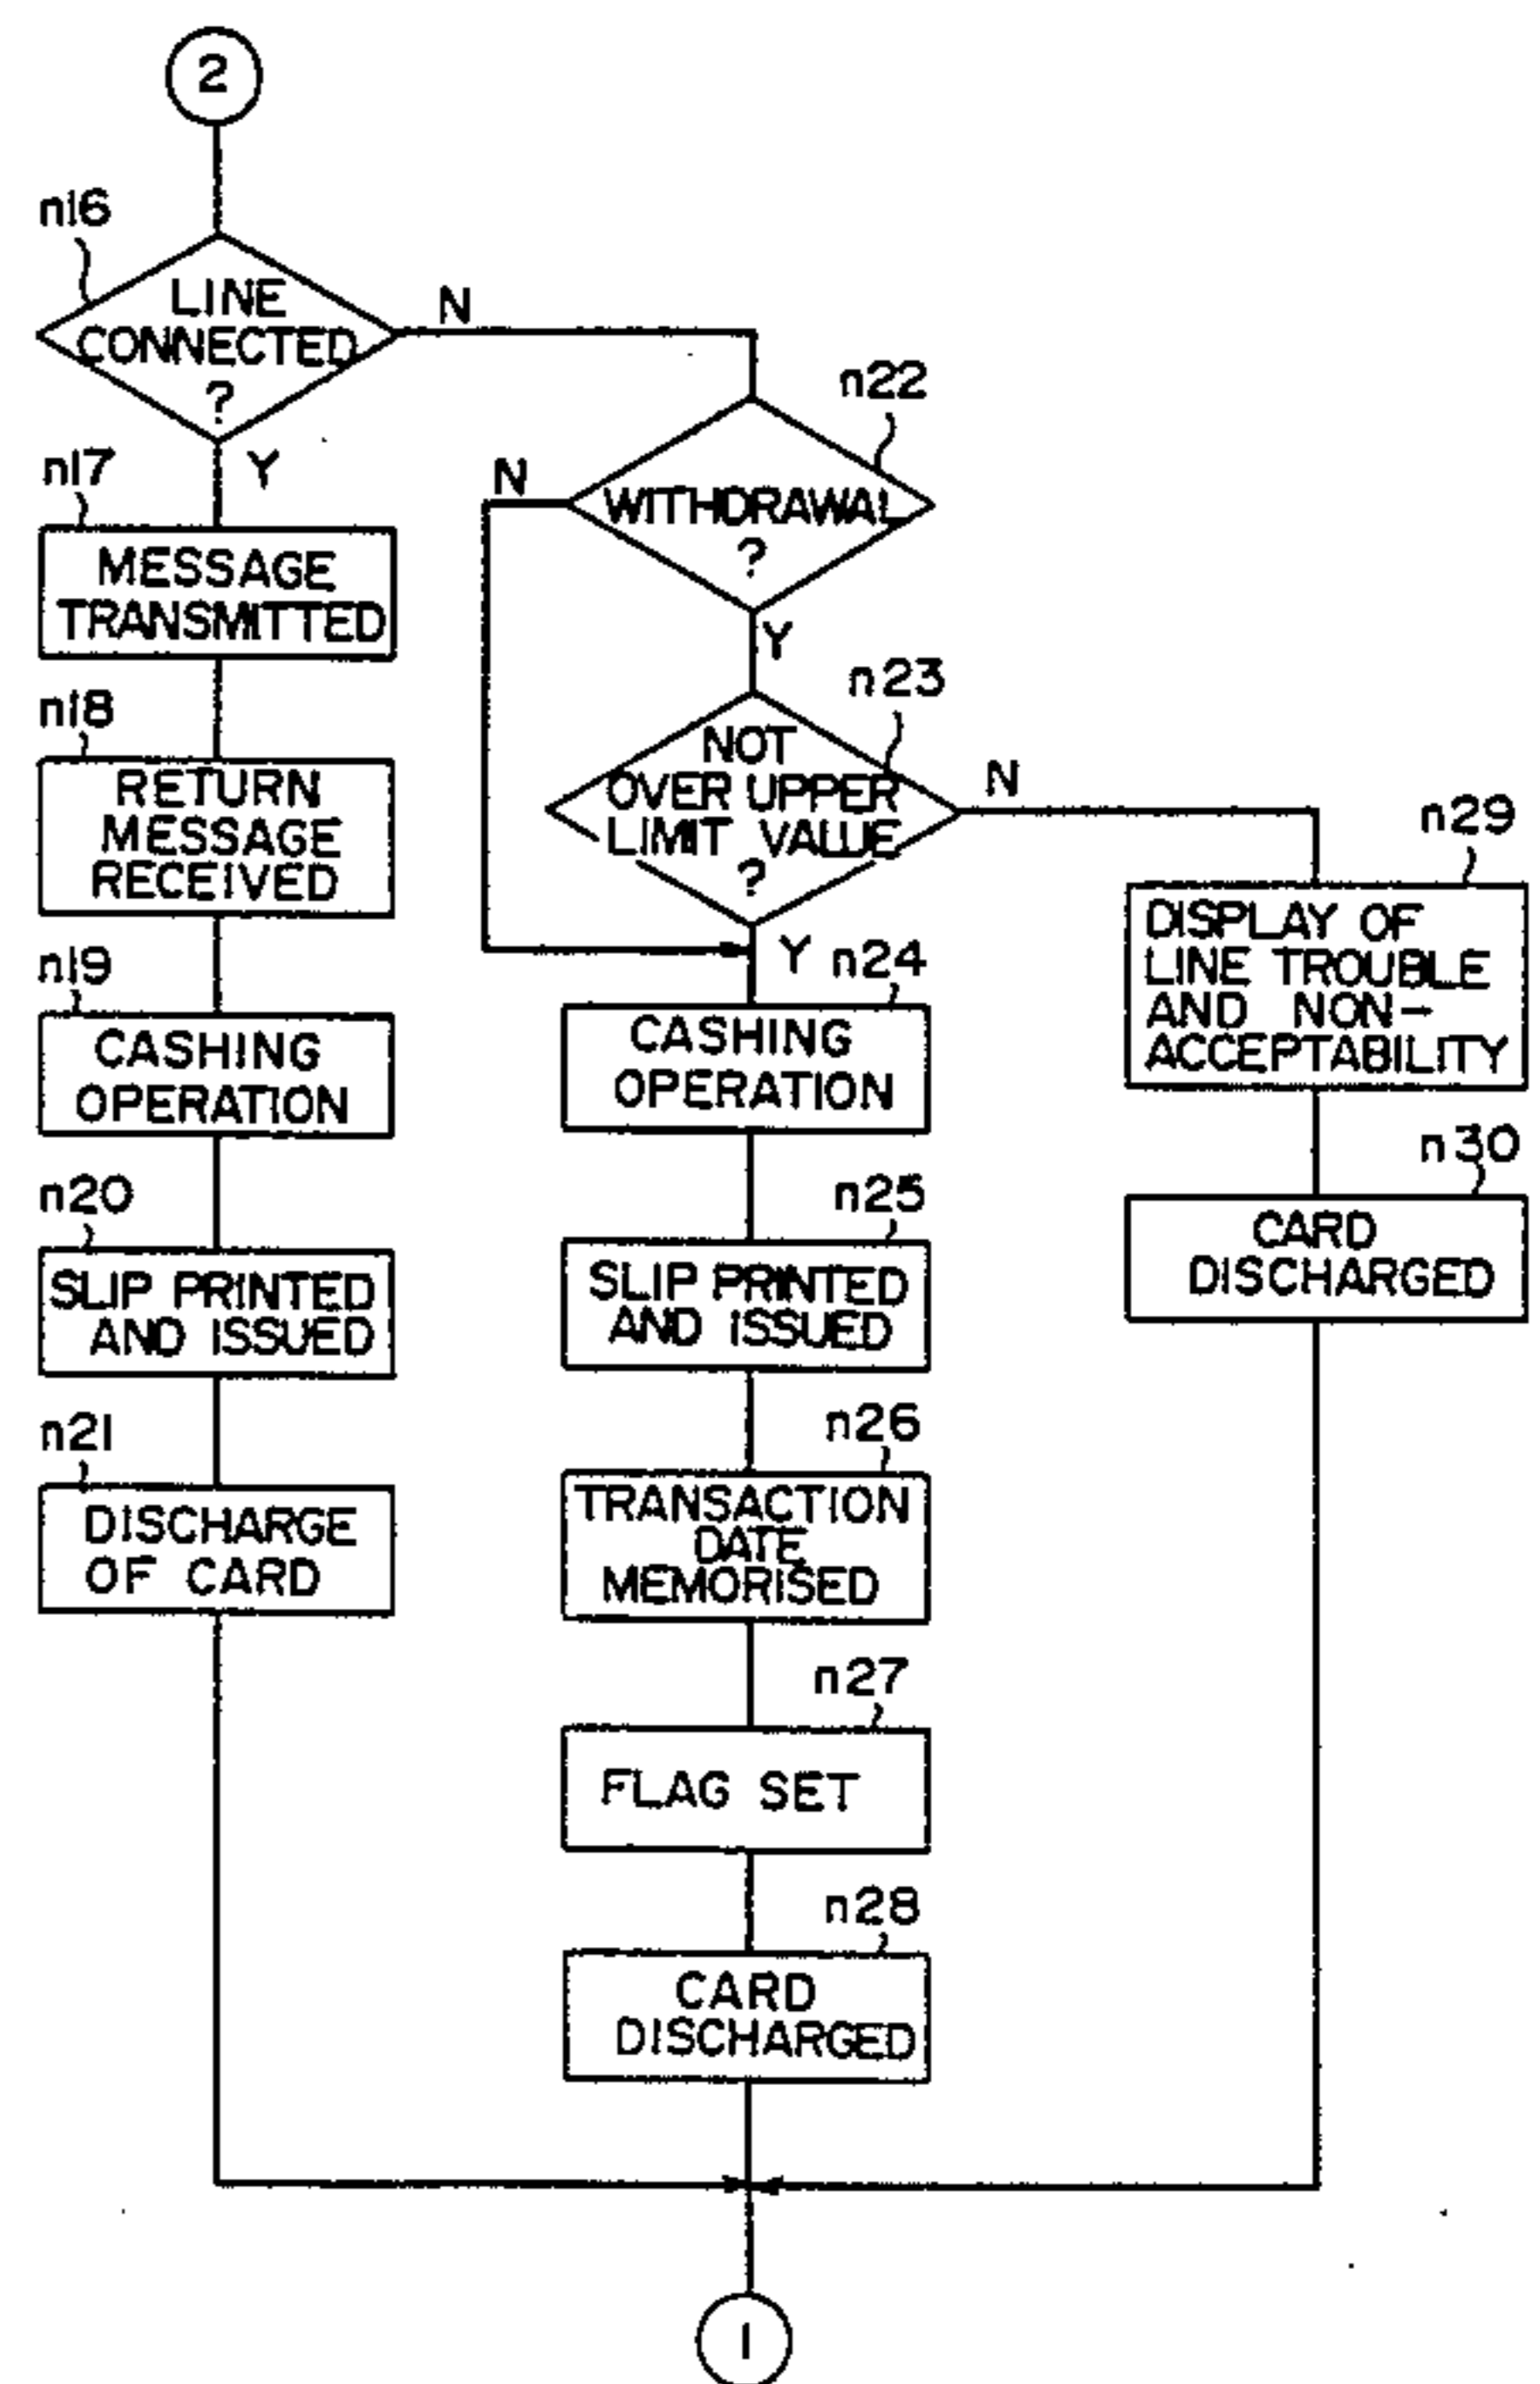 2
n16
LINE
CONNECTED
?
N
Y
n17
MESSAGE
TRANSMITTED
n18
RETURN
MESSAGE
RECEIVED
n19
CASHING
OPERATION
n20
SLIP PRINTED
AND ISSUED
n21
DISCHARGE
OF CARD
n22
WITHDRAWAL
?
N
Y
n23
NOT
OVER UPPER
LIMIT VALUE
?
N
Y
n24
CASHING
OPERATION
n25
SLIP PRINTED
AND ISSUED
n26
TRANSACTION
DATE
MEMORISED
n27
FLAG SET
n28
CARD
DISCHARGED
n29
DISPLAY OF
LINE TROUBLE
AND NON-
ACCEPTABILITY
n30
CARD
DISCHARGED
1